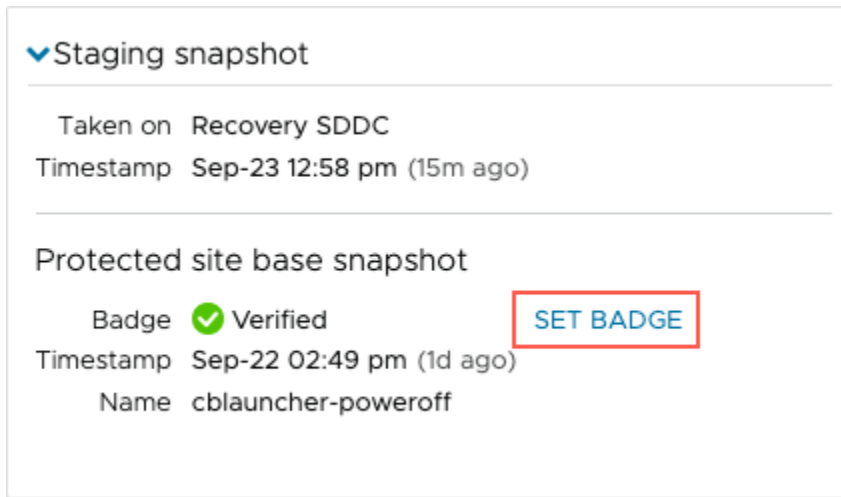 Staging snapshot
Taken on Recovery SDDC
Timestamp Sep-23 12:58 pm (15m ago)
Protected site base snapshot
Badge Verified SET BADGE
Timestamp Sep-22 02:49 pm (1d ago)
Name cblauncher-poweroff